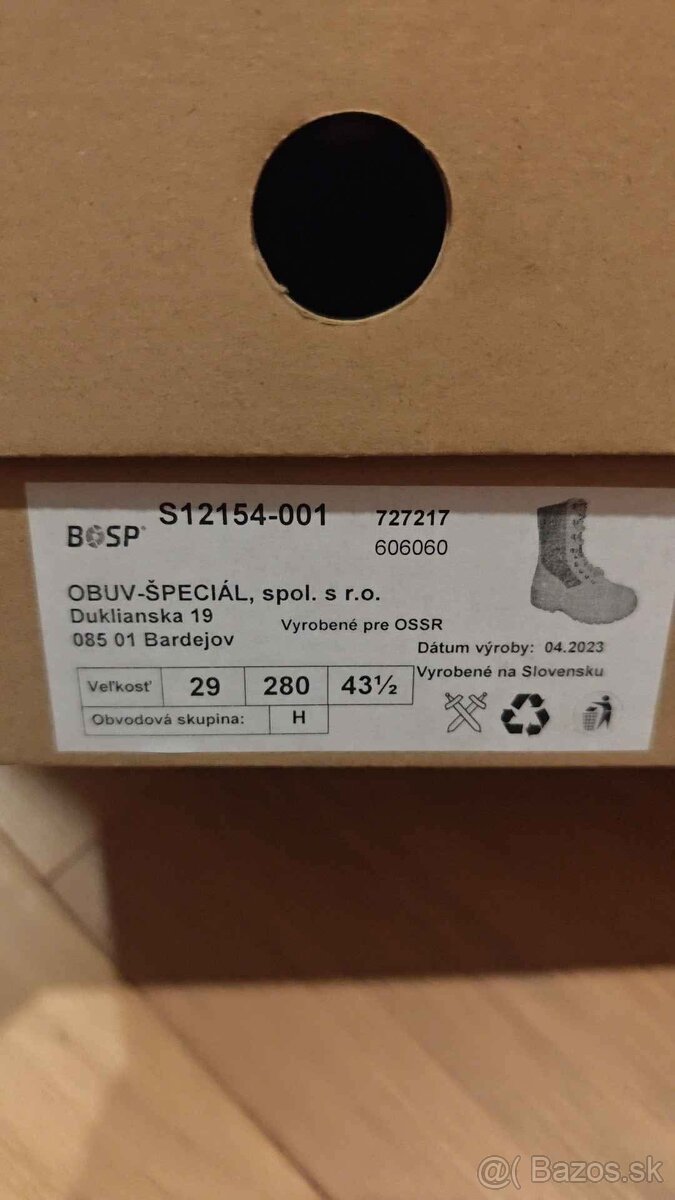 BOSP® S12154-001 727217
606060
OBUV-ŠPECIÁL, spol. s r.o.
Duklianska 19
085 01 Bardejov
Vyrobené pre OSSR
Dátum výroby: 04.2023
Vyrobené na Slovensku
Veľkosť 29 280 43½
Obvodová skupina: H
@( Bazos.sk